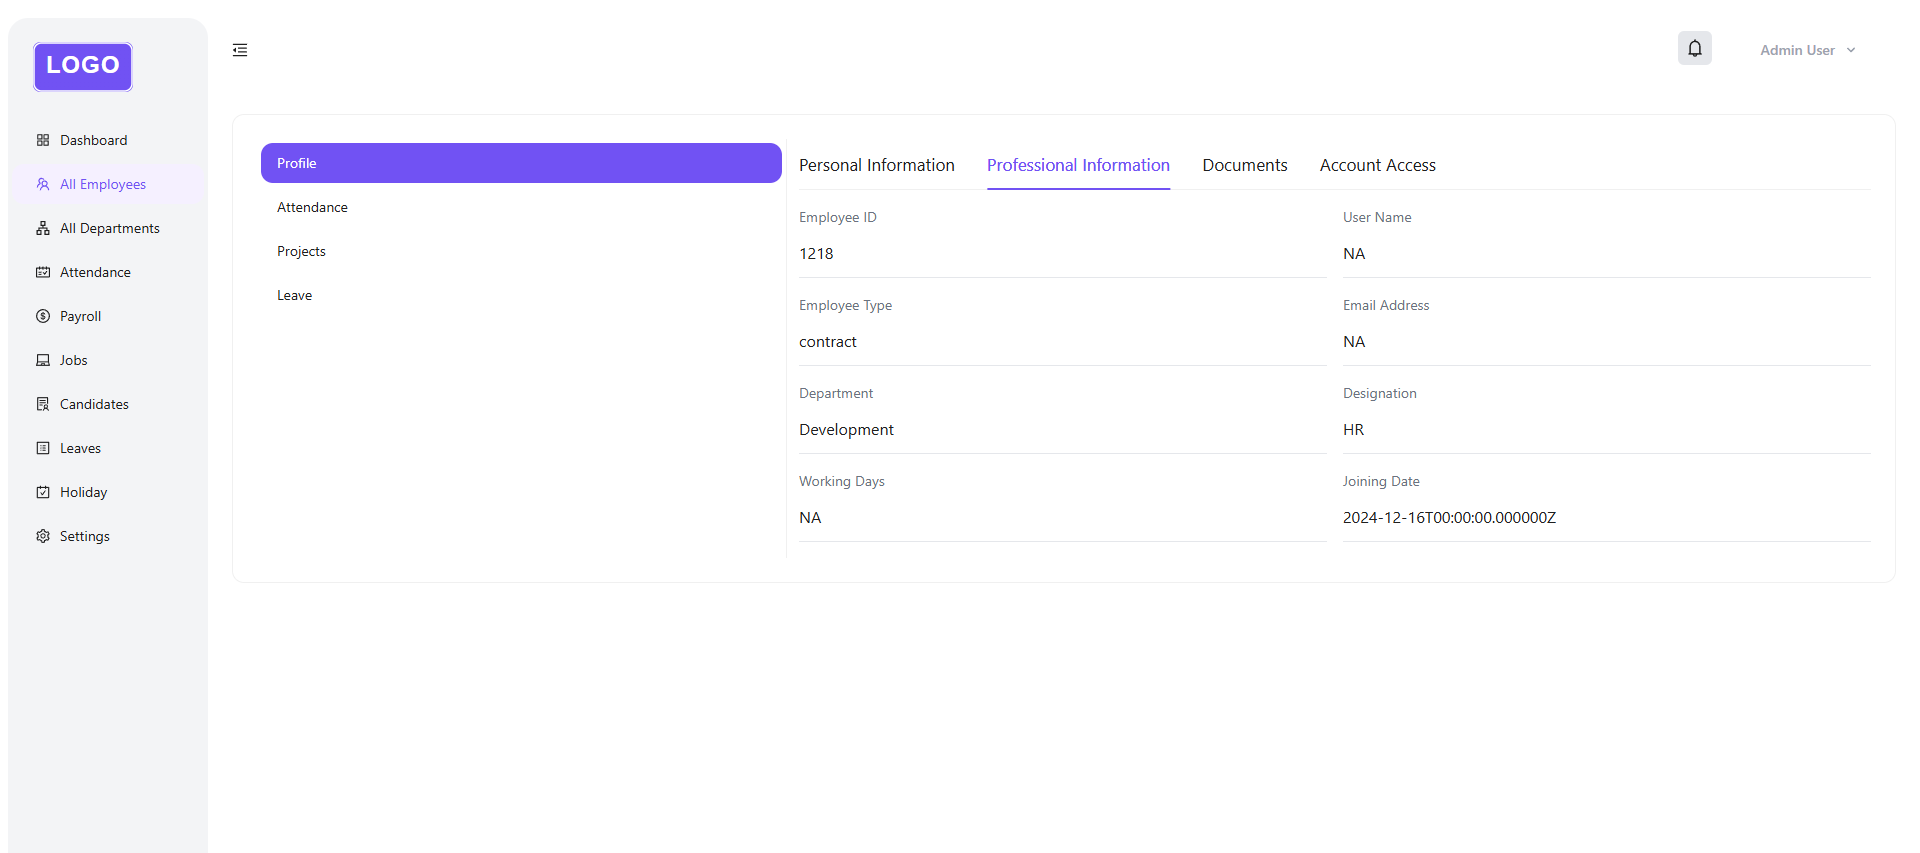 LOGO
Dashboard
All Employees
All Departments
Attendance
Payroll
Jobs
Candidates
Leaves
Holiday
Settings
Admin User
Profile
Attendance
Projects
Leave
Personal Information
Professional Information
Documents
Account Access
Employee ID
1218
User Name
NA
Employee Type
contract
Email Address
NA
Department
Development
Designation
HR
Working Days
NA
Joining Date
2024-12-16T00:00:00.000000Z